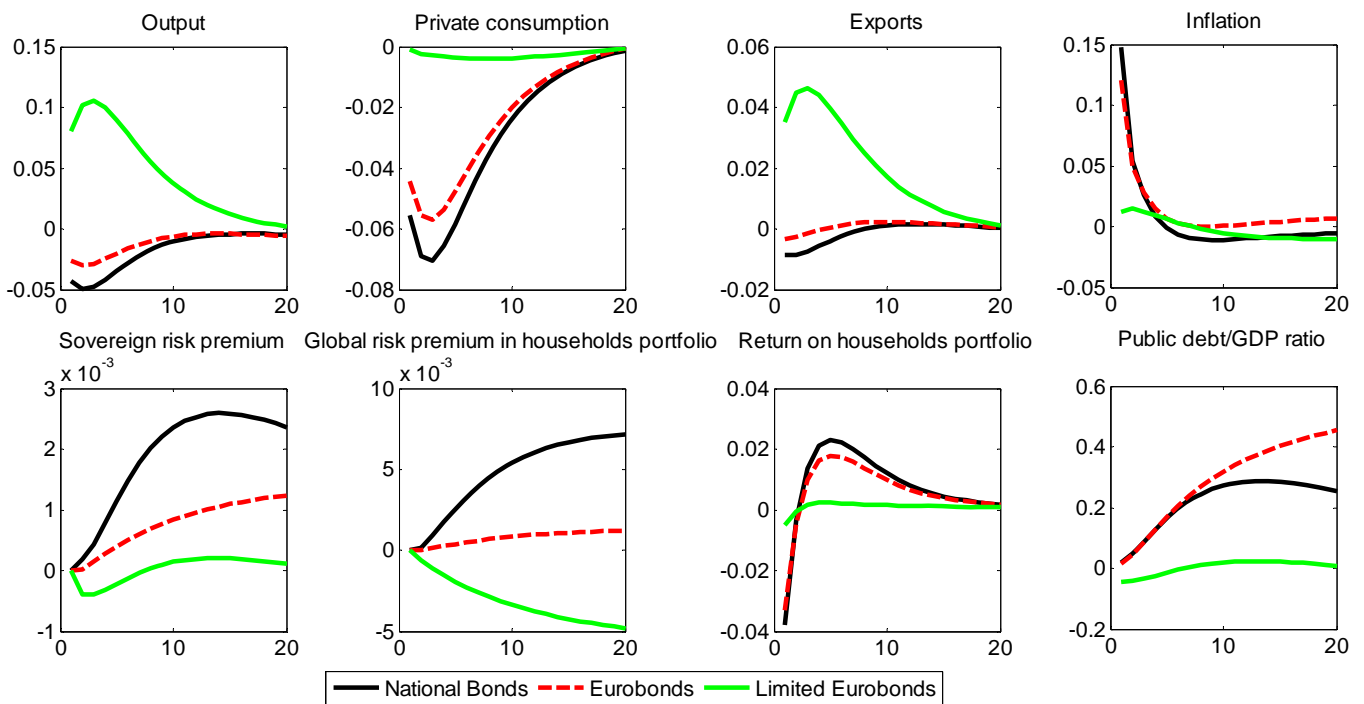 Output
Private consumption
Exports
Inflation
0.15
0.1
0.05
0
-0.05
0 10 20
0
-0.02
-0.04
-0.06
-0.08
0 10 20
0.06
0.04
0.02
0
-0.02
0 10 20
0.15
0.1
0.05
0
-0.05
0 10 20
Sovereign risk premium
Global risk premium in households portfolio
Return on households portfolio
Public debt/GDP ratio
x 10-3
3
2
1
0
-1
0 10 20
x 10-3
10
5
0
-5
0 10 20
0.04
0.02
0
-0.02
-0.04
0 10 20
0.6
0.4
0.2
0
-0.2
0 10 20
National Bonds Eurobonds Limited Eurobonds